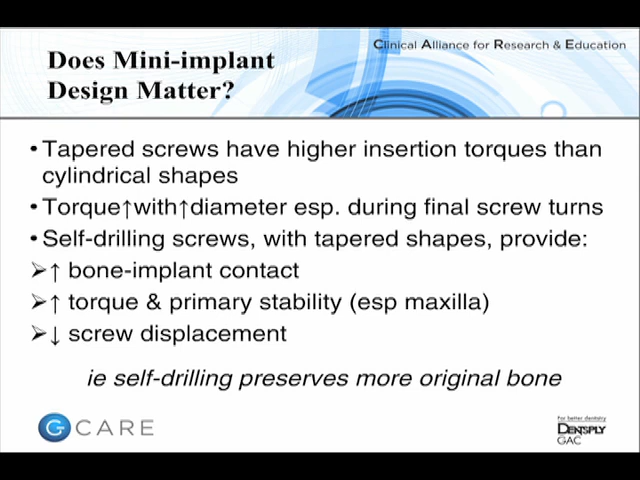 Clinical Alliance for Research & Education
Does Mini-implant
Design Matter?
• Tapered screws have higher insertion torques than
cylindrical shapes
• Torque↑with↑diameter esp. during final screw turns
• Self-drilling screws, with tapered shapes, provide:
➢↑ bone-implant contact
➢↑ torque & primary stability (esp maxilla)
➢↓ screw displacement
ie self-drilling preserves more original bone
G CARE
For better dentistry
DENTSPLY
GAC